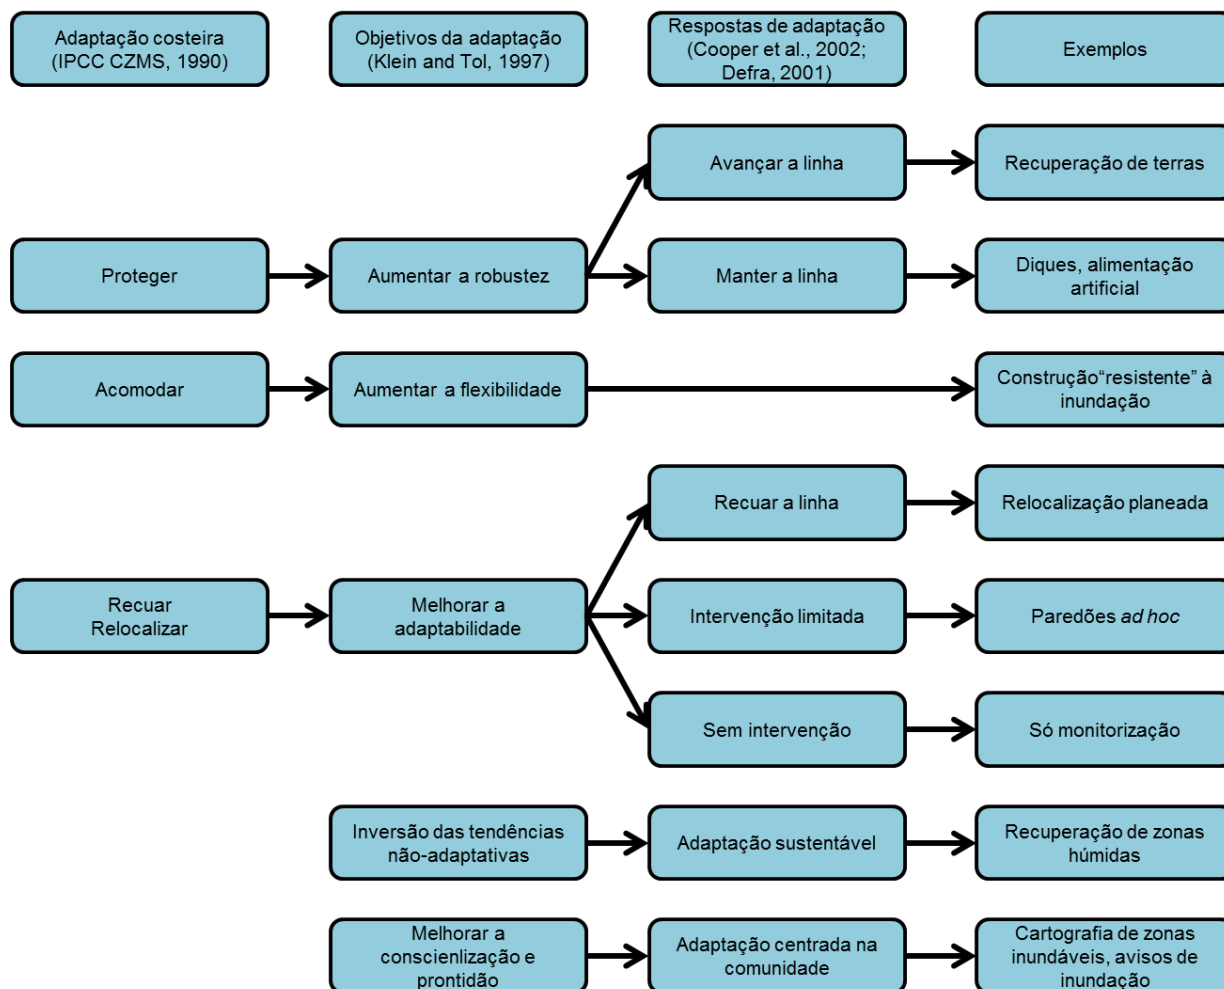 Adaptação costeira
(IPCC CZMS, 1990)
Objetivos da adaptação
(Klein and Tol, 1997)
Respostas de adaptação
(Cooper et al., 2002;
Defra, 2001)
Exemplos
Avançar a linha
Recuperação de terras
Proteger
Aumentar a robustez
Manter a linha
Diques, alimentação
artificial
Acomodar
Aumentar a flexibilidade
Construção“resistente” à
inundação
Recuar a linha
Relocalização planeada
Recuar
Relocalizar
Melhorar a
adaptabilidade
Intervenção limitada
Paredões ad hoc
Sem intervenção
Só monitorização
Inversão das tendências
não-adaptativas
Adaptação sustentável
Recuperação de zonas
húmidas
Melhorar a
conscienlização e
prontidão
Adaptação centrada na
comunidade
Cartografia de zonas
inundáveis, avisos de
inundação